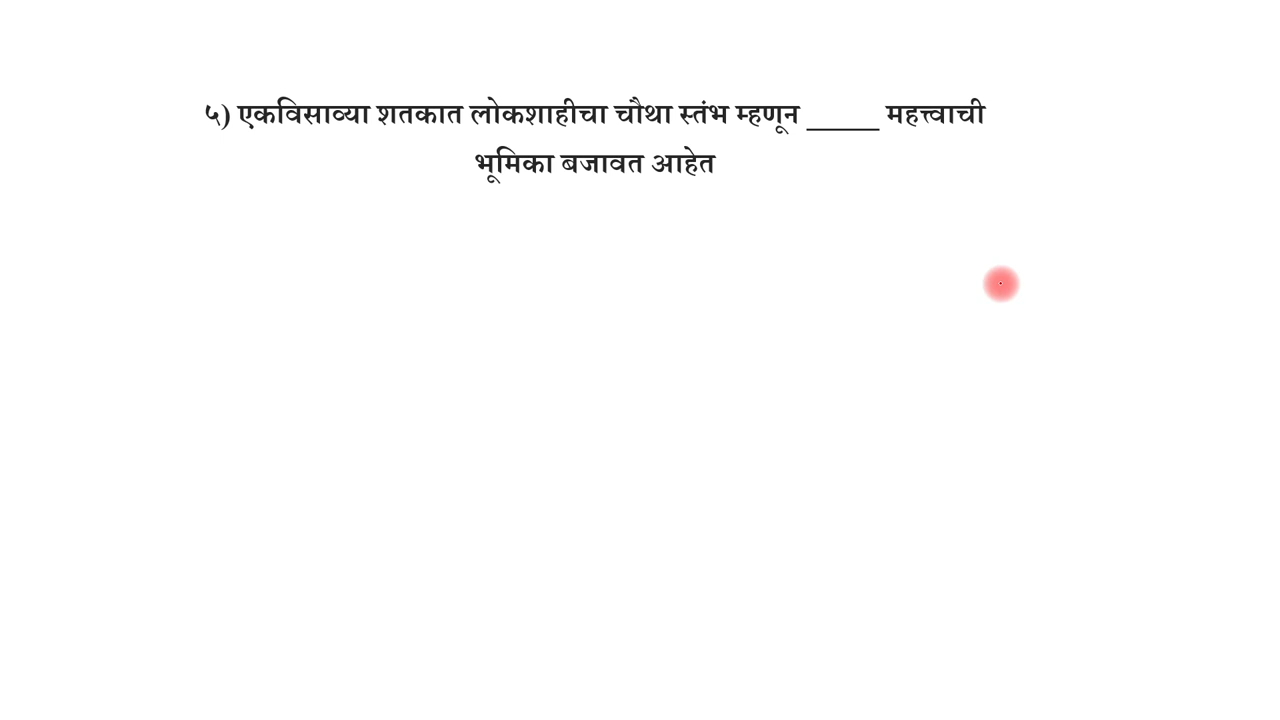 ५) एकविसाव्या शतकात लोकशाहीचा चौथा स्तंभ म्हणून _____ महत्त्वाची
भूमिका बजावत आहेत